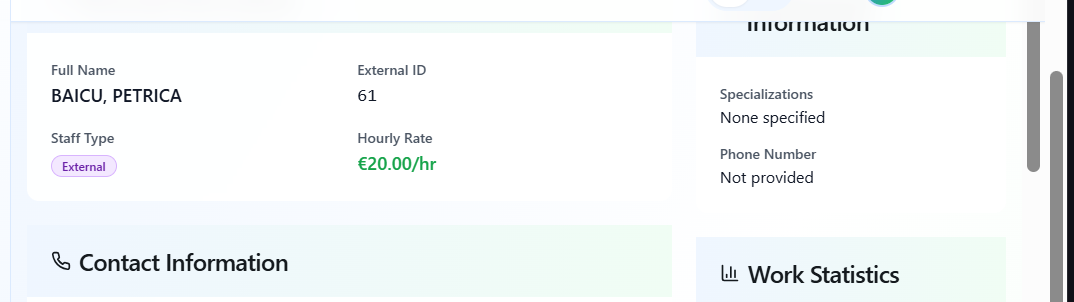 Information
Full Name
BAICU, PETRICA
External ID
61
Staff Type
External
Hourly Rate
€20.00/hr
Specializations
None specified
Phone Number
Not provided
Contact Information
Work Statistics